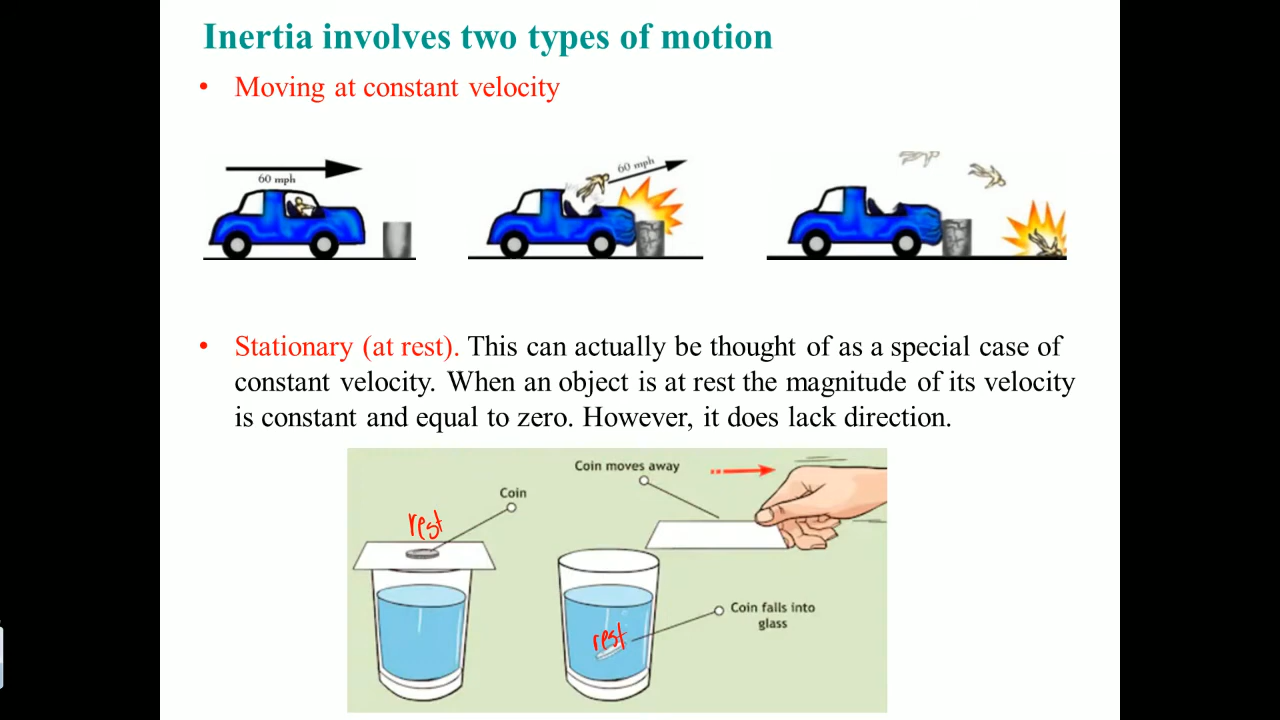 Inertia involves two types of motion
• Moving at constant velocity
60 mph
60 mph
• Stationary (at rest). This can actually be thought of as a special case of
constant velocity. When an object is at rest the magnitude of its velocity
is constant and equal to zero. However, it does lack direction.
Coin moves away
Coin
rest
Coin falls into
glass
rest